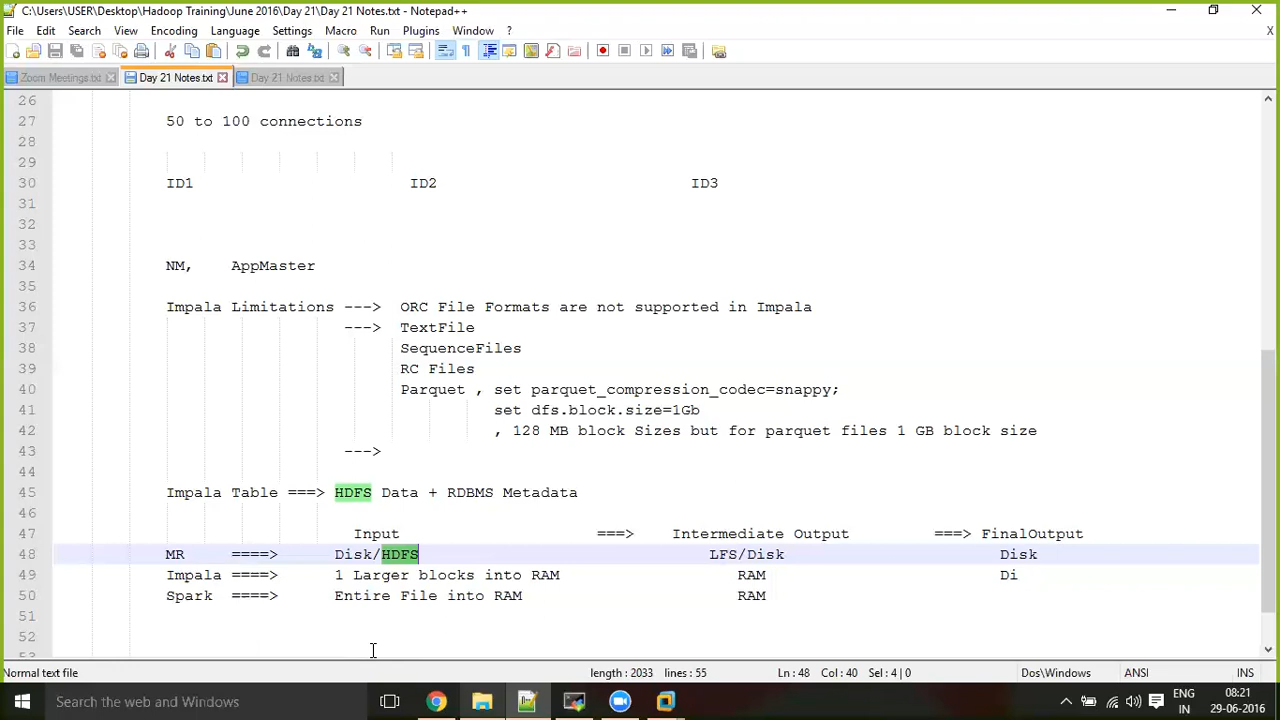 C:\Users\USER\Desktop\Hadoop Training\June 2016\Day 21\Day 21 Notes.txt - Notepad++
File Edit Search View Encoding Language Settings Macro Run Plugins Window ? X
Zoom Meetings.txt Day 21 Notes.txt Day 21 Notes.txt
26
27 50 to 100 connections
28
29
30 ID1 ID2 ID3
31
32
33
34 NM, AppMaster
35
36 Impala Limitations ---> ORC File Formats are not supported in Impala
37 ---> TextFile
38 SequenceFiles
39 RC Files
40 Parquet , set parquet_compression_codec=snappy;
41 set dfs.block.size=1Gb
42 , 128 MB block Sizes but for parquet files 1 GB block size
43 --->
44
45 Impala Table ===> HDFS Data + RDBMS Metadata
46
47 Input ===> Intermediate Output ===> FinalOutput
48 MR ====> Disk/HDFS LFS/Disk Disk
49 Impala ====> 1 Larger blocks into RAM RAM Di
50 Spark ====> Entire File into RAM RAM
51
52
53
Normal text file length : 2033 lines : 55 Ln : 48 Col : 40 Sel : 4 | 0 Dos\Windows ANSI INS
Search the web and Windows
ENG
IN
08:21
29-06-2016